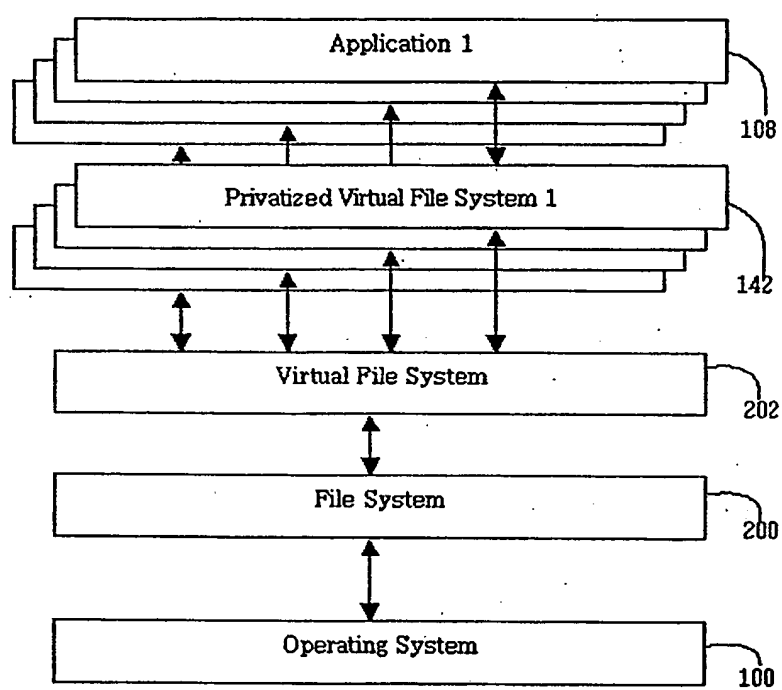 Application 1
108
Privatized Virtual File System 1
142
Virtual File System
202
File System
200
Operating System
100